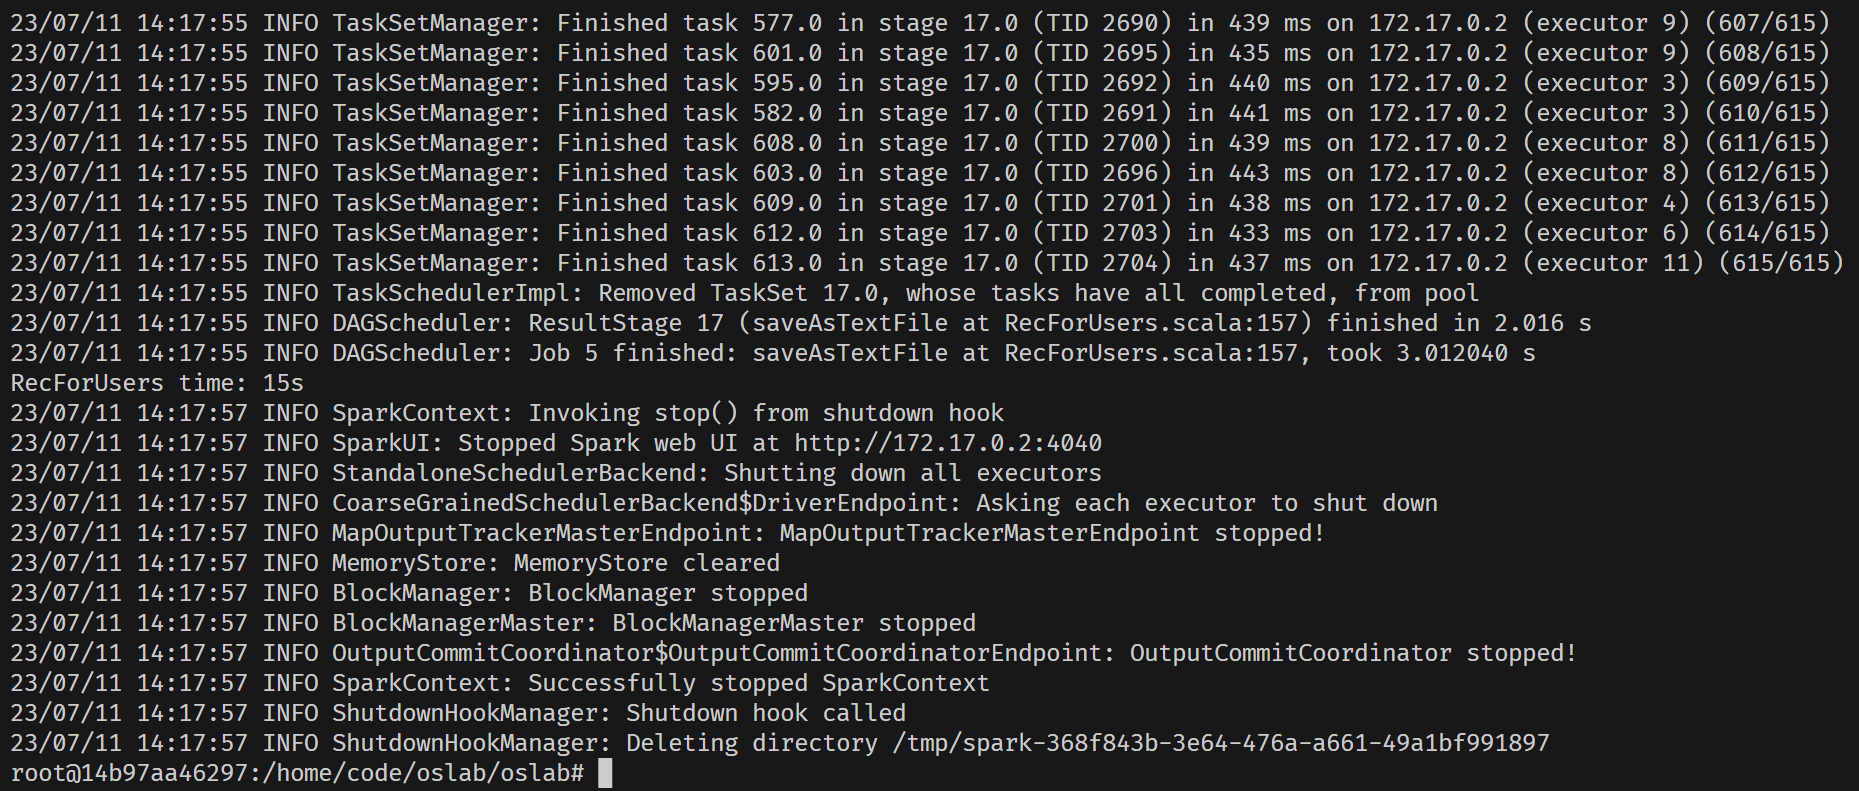 23/07/11 14:17:55 INFO TaskSetManager: Finished task 577.0 in stage 17.0 (TID 2690) in 439 ms on 172.17.0.2 (executor 9) (607/615)
23/07/11 14:17:55 INFO TaskSetManager: Finished task 601.0 in stage 17.0 (TID 2695) in 435 ms on 172.17.0.2 (executor 9) (608/615)
23/07/11 14:17:55 INFO TaskSetManager: Finished task 595.0 in stage 17.0 (TID 2692) in 440 ms on 172.17.0.2 (executor 3) (609/615)
23/07/11 14:17:55 INFO TaskSetManager: Finished task 582.0 in stage 17.0 (TID 2691) in 441 ms on 172.17.0.2 (executor 3) (610/615)
23/07/11 14:17:55 INFO TaskSetManager: Finished task 608.0 in stage 17.0 (TID 2700) in 439 ms on 172.17.0.2 (executor 8) (611/615)
23/07/11 14:17:55 INFO TaskSetManager: Finished task 603.0 in stage 17.0 (TID 2696) in 443 ms on 172.17.0.2 (executor 8) (612/615)
23/07/11 14:17:55 INFO TaskSetManager: Finished task 609.0 in stage 17.0 (TID 2701) in 438 ms on 172.17.0.2 (executor 4) (613/615)
23/07/11 14:17:55 INFO TaskSetManager: Finished task 612.0 in stage 17.0 (TID 2703) in 433 ms on 172.17.0.2 (executor 6) (614/615)
23/07/11 14:17:55 INFO TaskSetManager: Finished task 613.0 in stage 17.0 (TID 2704) in 437 ms on 172.17.0.2 (executor 11) (615/615)
23/07/11 14:17:55 INFO TaskSchedulerImpl: Removed TaskSet 17.0, whose tasks have all completed, from pool
23/07/11 14:17:55 INFO DAGScheduler: ResultStage 17 (saveAsTextFile at RecForUsers.scala:157) finished in 2.016 s
23/07/11 14:17:55 INFO DAGScheduler: Job 5 finished: saveAsTextFile at RecForUsers.scala:157, took 3.012040 s
RecForUsers time: 15s
23/07/11 14:17:57 INFO SparkContext: Invoking stop() from shutdown hook
23/07/11 14:17:57 INFO SparkUI: Stopped Spark web UI at http://172.17.0.2:4040
23/07/11 14:17:57 INFO StandaloneSchedulerBackend: Shutting down all executors
23/07/11 14:17:57 INFO CoarseGrainedSchedulerBackend$DriverEndpoint: Asking each executor to shut down
23/07/11 14:17:57 INFO MapOutputTrackerMasterEndpoint: MapOutputTrackerMasterEndpoint stopped!
23/07/11 14:17:57 INFO MemoryStore: MemoryStore cleared
23/07/11 14:17:57 INFO BlockManager: BlockManager stopped
23/07/11 14:17:57 INFO BlockManagerMaster: BlockManagerMaster stopped
23/07/11 14:17:57 INFO OutputCommitCoordinator$OutputCommitCoordinatorEndpoint: OutputCommitCoordinator stopped!
23/07/11 14:17:57 INFO SparkContext: Successfully stopped SparkContext
23/07/11 14:17:57 INFO ShutdownHookManager: Shutdown hook called
23/07/11 14:17:57 INFO ShutdownHookManager: Deleting directory /tmp/spark-368f843b-3e64-476a-a661-49a1bf991897
root@14b97aa46297:/home/code/oslab/oslab#